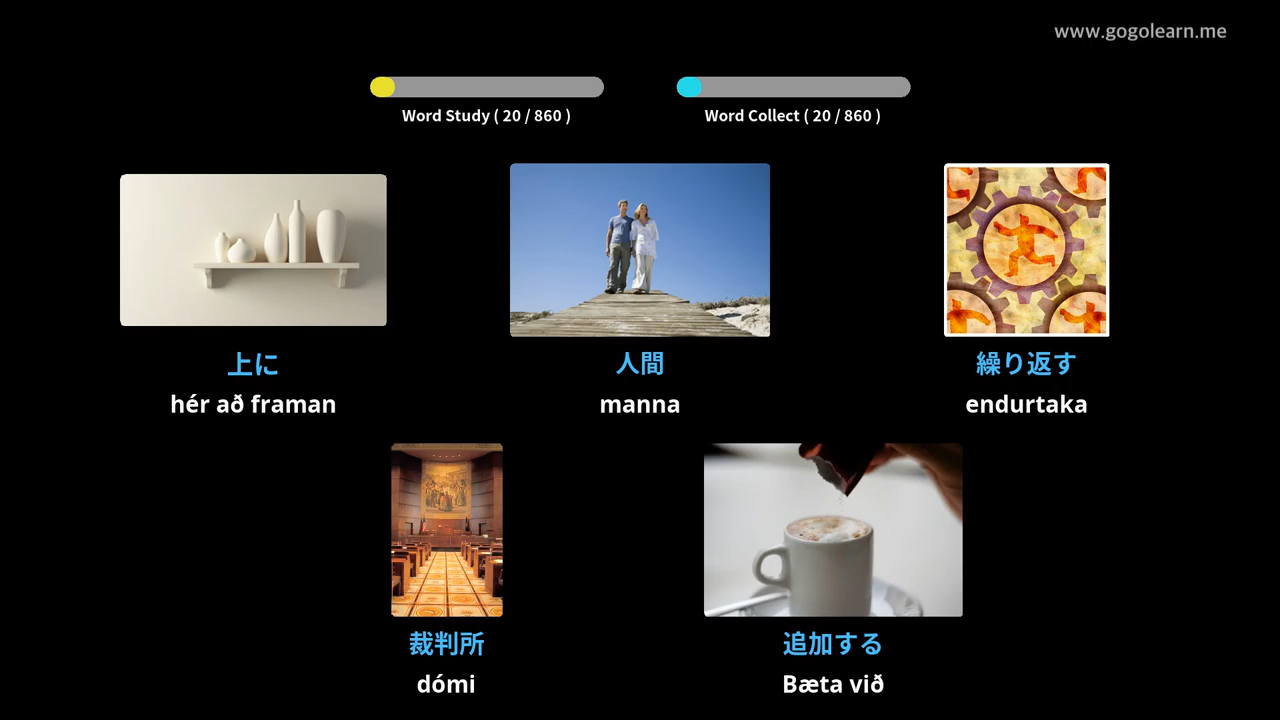 www.gogolearn.me
Word Study ( 20 / 860 )
Word Collect ( 20 / 860 )
上に
hér að framan
人間
manna
繰り返す
endurtaka
裁判所
dómi
追加する
Bæta við